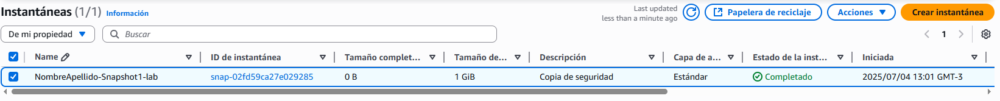 Instantáneas (1/1) Información
Last updated
less than a minute ago
Papelera de reciclaje
Acciones
Crear instantánea
De mi propiedad
Buscar
1
Name ID de instantánea Tamaño complet... Tamaño de... Descripción Capa de a... Estado de la inst... Iniciada
NombreApellido-Snapshot1-lab snap-02fd59ca27e029285 0 B 1 GiB Copia de seguridad Estándar Completado 2025/07/04 13:01 GMT-3